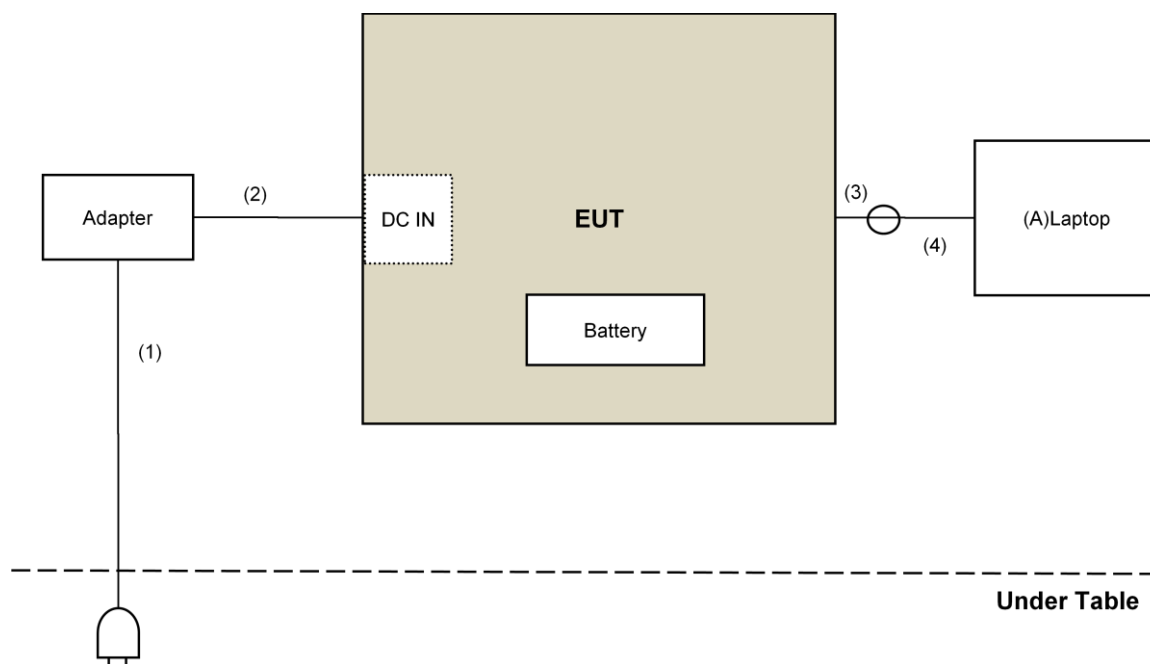 (2)
(3)
Adapter
DC IN
EUT
(A)Laptop
(4)
Battery
(1)
Under Table